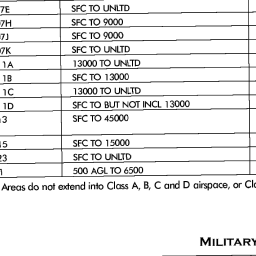 7E SFC TO UNLTD
7H SFC TO 9000
7J SFC TO 9000
7K SFC TO UNLTD
1A 13000 TO UNLTD
1B SFC TO 13000
1C 13000 TO UNLTD
1D SFC TO BUT NOT INCL 13000
3 SFC TO 45000
5 SFC TO 15000
23 SFC TO UNLTD
1 500 AGL TO 6500
Areas do not extend into Class A, B, C and D airspace, or Cl
MILITARY